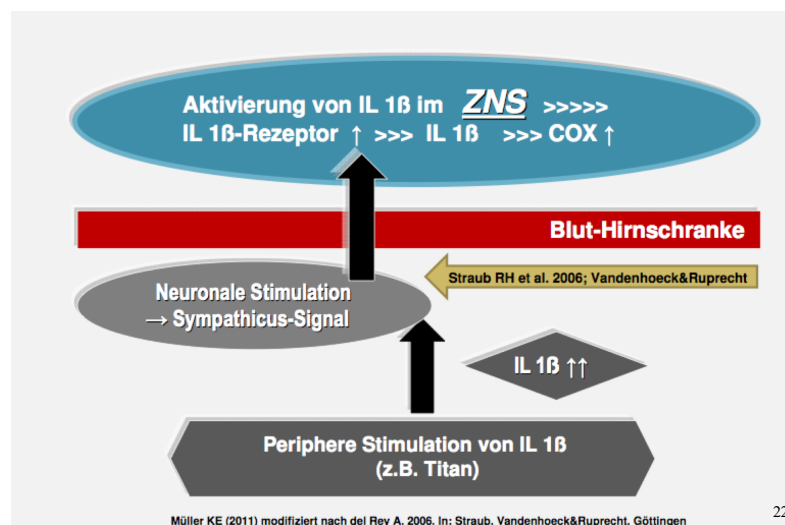 Aktivierung von IL 1ß im ZNS >>>>>
IL 1ß-Rezeptor ↑ >>> IL 1ß >>> COX ↑
Blut-Hirnschranke
Straub RH et al. 2006; Vandenhoeck&Ruprecht
Neuronale Stimulation
→ Sympathicus-Signal
IL 1ß ↑↑
Periphere Stimulation von IL 1ß
(z.B. Titan)
Müller KE (2011) modifiziert nach del Rey A. 2006. In: Straub. Vandenhoeck&Ruprecht. Göttingen
22